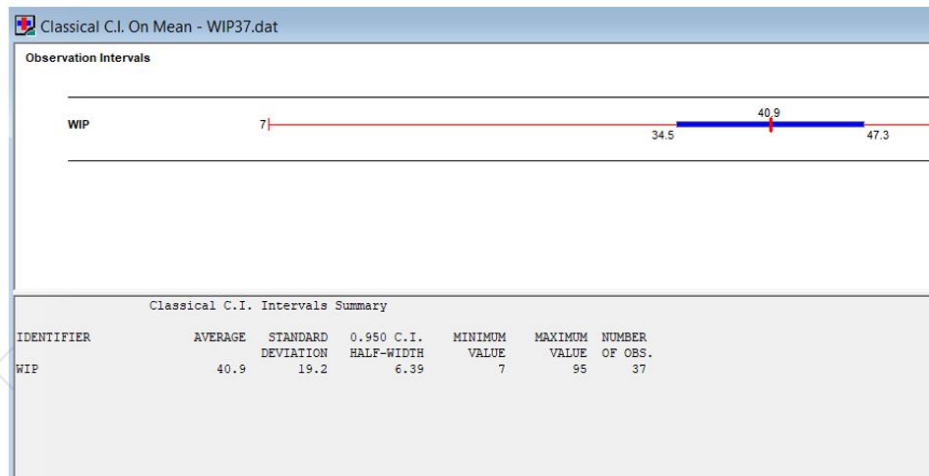 Classical C.I. On Mean - WIP37.dat
Observation Intervals
WIP 7 34.5 40.9 47.3
Classical C.I. Intervals Summary
IDENTIFIER AVERAGE STANDARD 0.950 C.I. MINIMUM MAXIMUM NUMBER
DEVIATION HALF-WIDTH VALUE VALUE OF OBS.
WIP 40.9 19.2 6.39 7 95 37